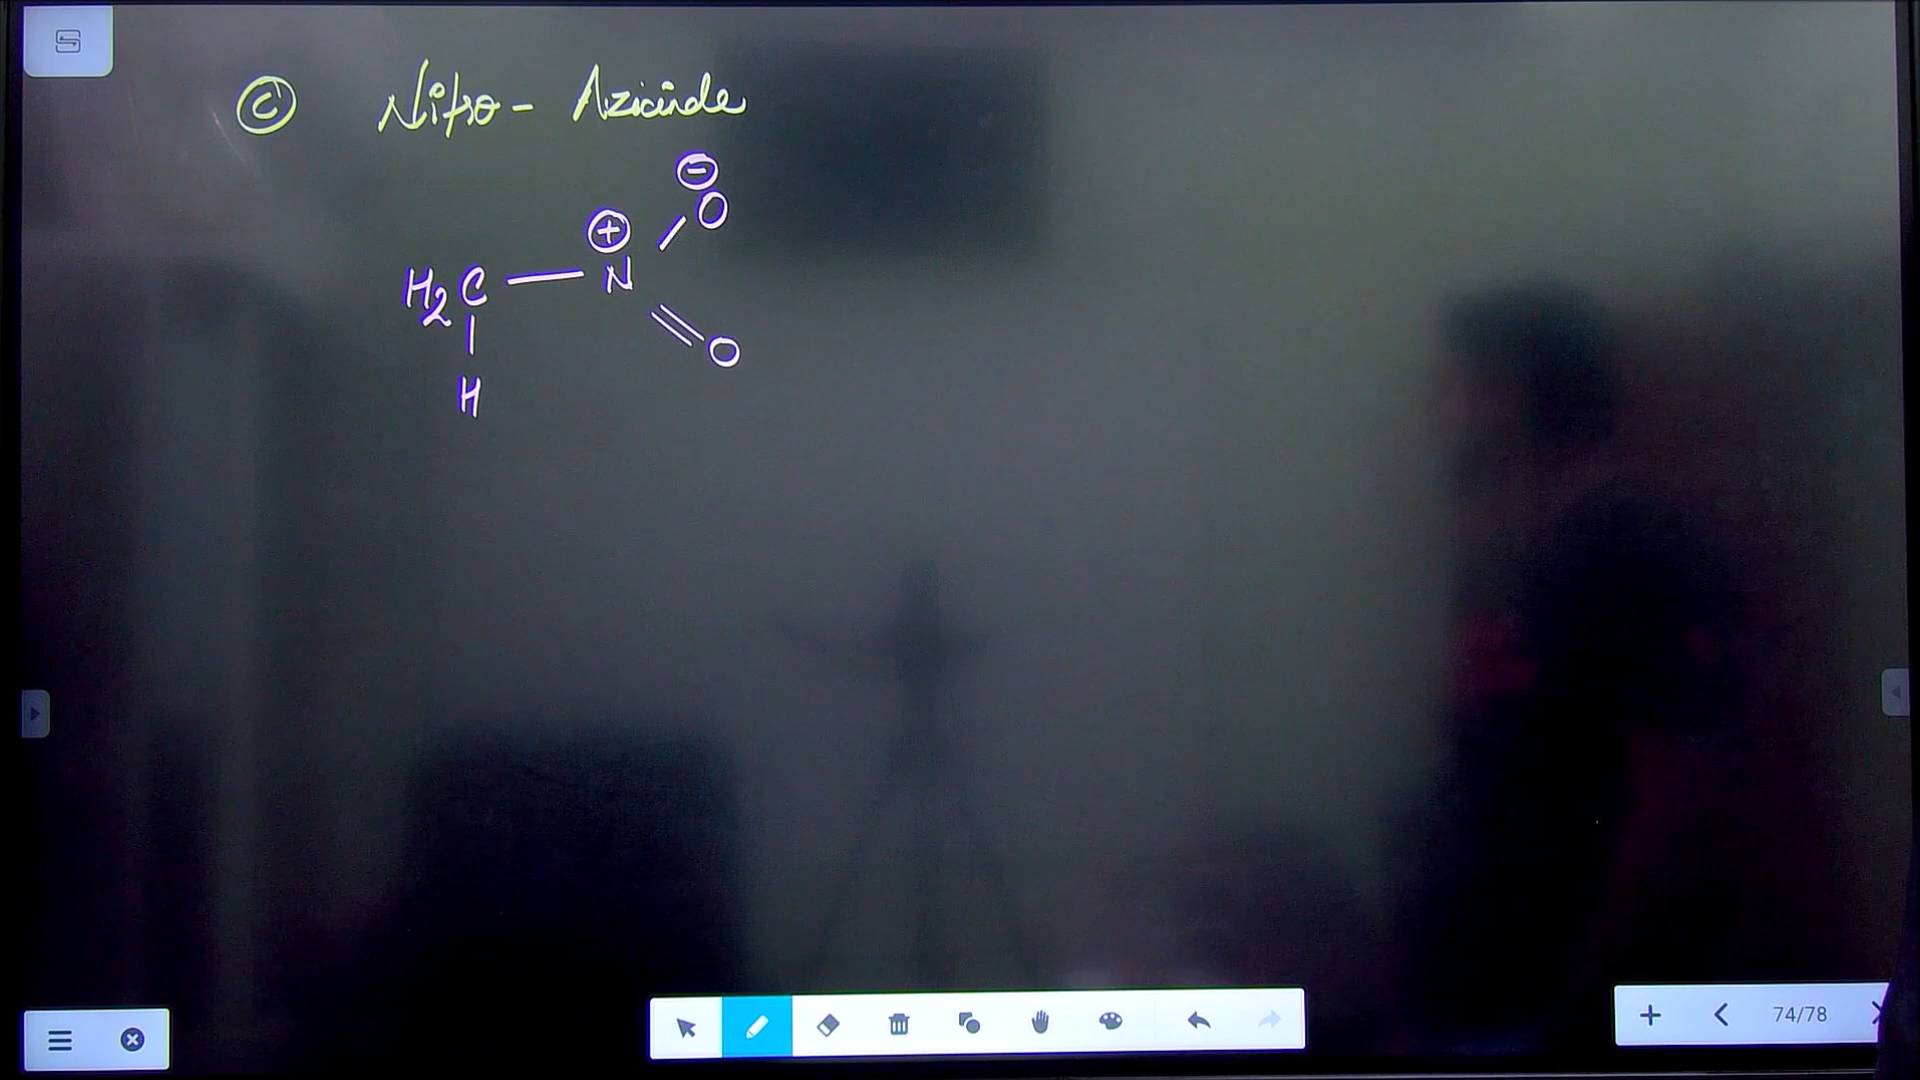 © Nitro - Azicinde
⊖
⊕ O
H₂C — N
O
H
74/78